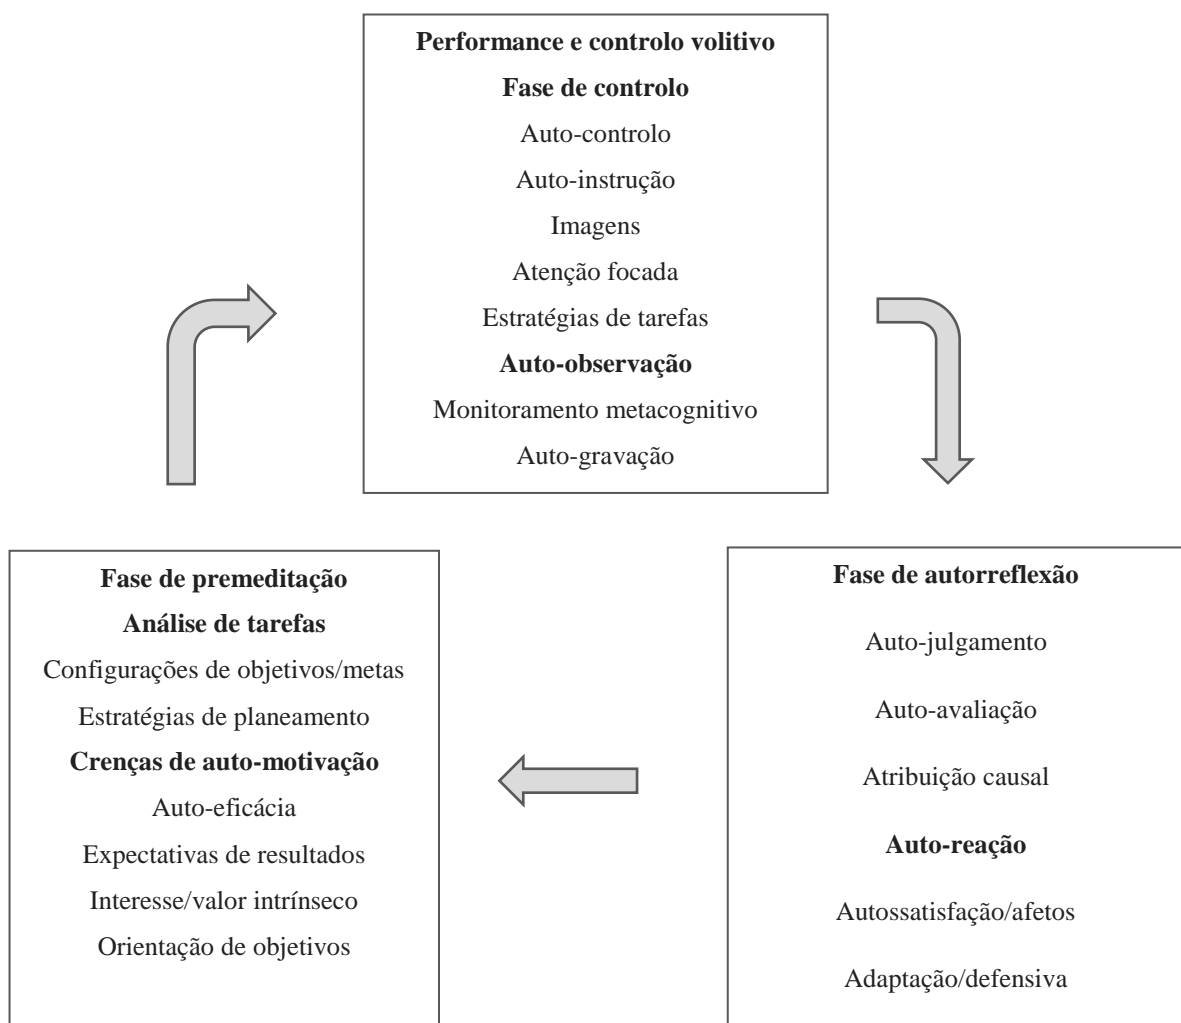 Performance e controlo volitivo
Fase de controlo
Auto-controlo
Auto-instrução
Imagens
Atenção focada
Estratégias de tarefas
Auto-observação
Monitoramento metacognitivo
Auto-gravação
Fase de premeditação
Análise de tarefas
Configurações de objetivos/metas
Estratégias de planeamento
Crenças de auto-motivação
Auto-eficácia
Expectativas de resultados
Interesse/valor intrínseco
Orientação de objetivos
Fase de autorreflexão
Auto-julgamento
Auto-avaliação
Atribuição causal
Auto-reação
Autossatisfação/afetos
Adaptação/defensiva